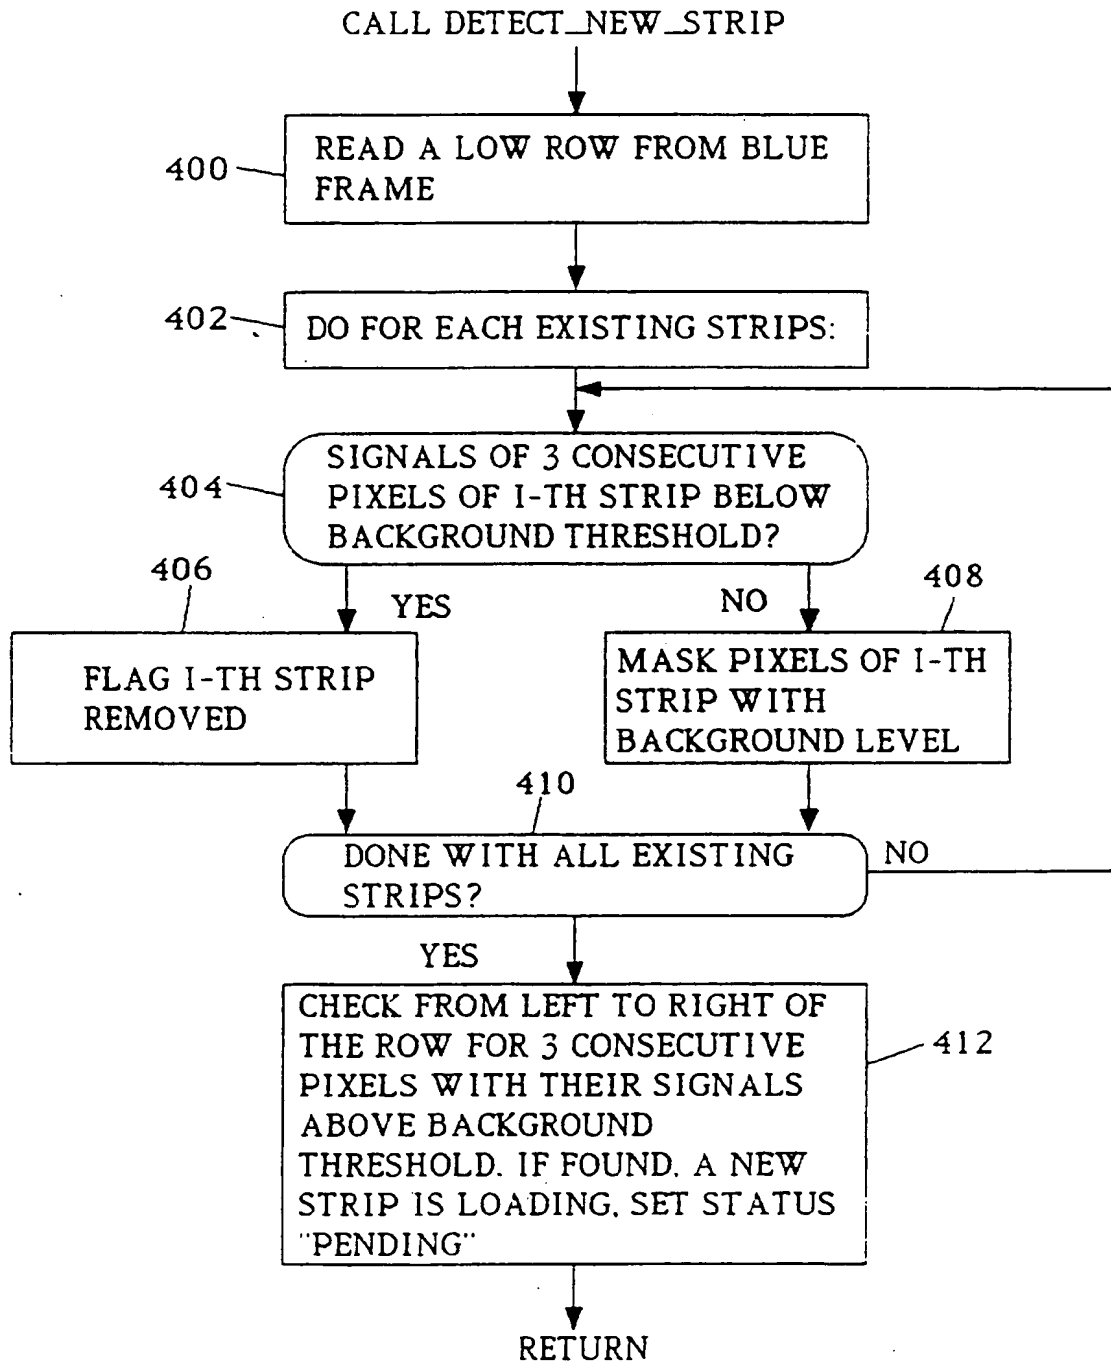 CALL DETECT_NEW_STRIP
400
READ A LOW ROW FROM BLUE
FRAME
402
DO FOR EACH EXISTING STRIPS:
404
SIGNALS OF 3 CONSECUTIVE
PIXELS OF I-TH STRIP BELOW
BACKGROUND THRESHOLD?
406
YES
NO
408
FLAG I-TH STRIP
REMOVED
MASK PIXELS OF I-TH
STRIP WITH
BACKGROUND LEVEL
410
DONE WITH ALL EXISTING
STRIPS?
NO
YES
CHECK FROM LEFT TO RIGHT OF
THE ROW FOR 3 CONSECUTIVE
PIXELS WITH THEIR SIGNALS
ABOVE BACKGROUND
THRESHOLD. IF FOUND, A NEW
STRIP IS LOADING, SET STATUS
"PENDING"
412
RETURN